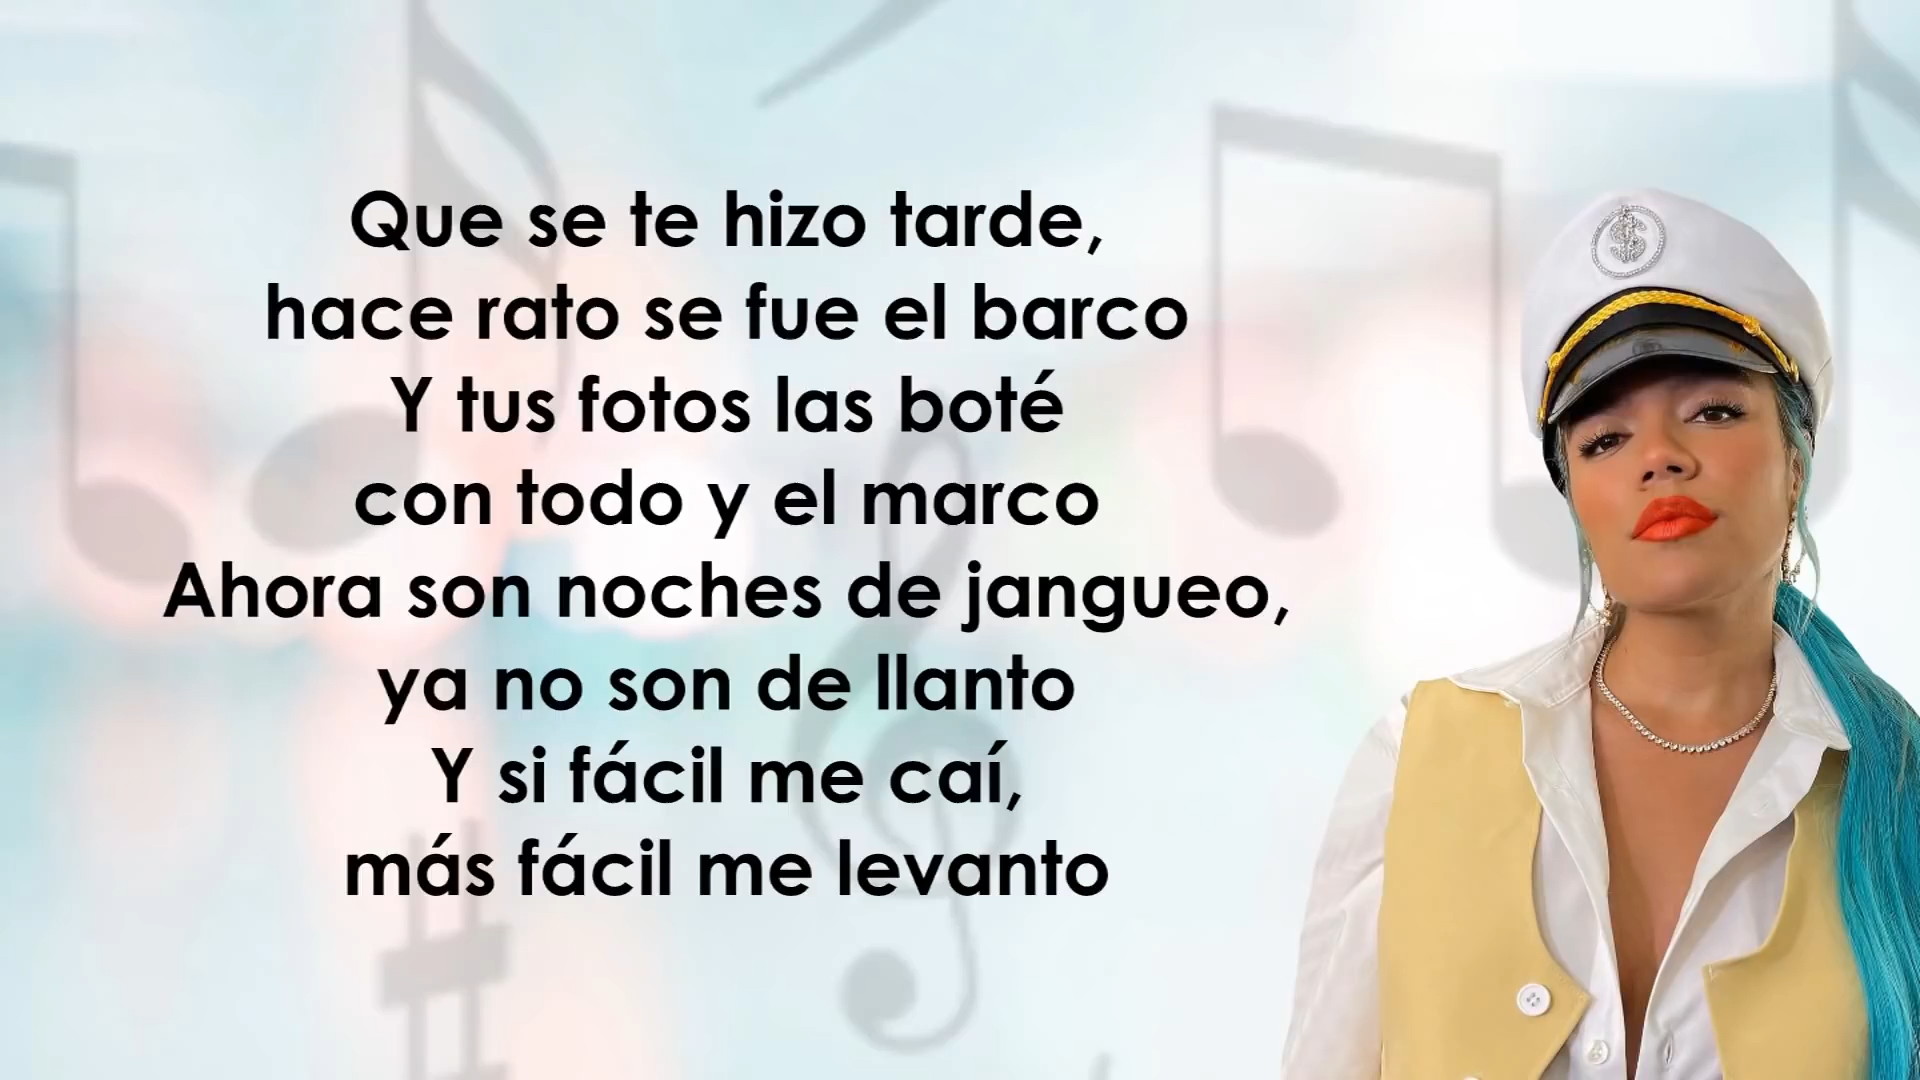 Que se te hizo tarde,
hace rato se fue el barco
Y tus fotos las boté
con todo y el marco
Ahora son noches de jangueo,
ya no son de llanto
Y si fácil me caí,
más fácil me levanto